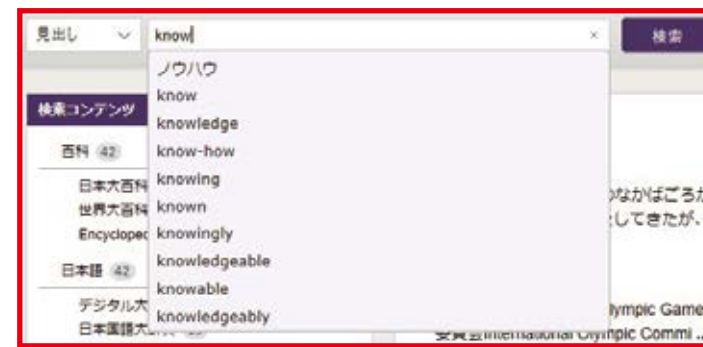 見出し
know
×
検索
ノウハウ
know
knowledge
know-how
knowing
known
knowingly
knowledgeable
knowable
knowledgeably
検索コンテンツ
百科 42
日本大百科
世界大百科
Encyclopec
日本語 42
デジタル大
日本国語大
のなかばごろか
してきたが、
lympic Game
委員会International Olympic Commi ..